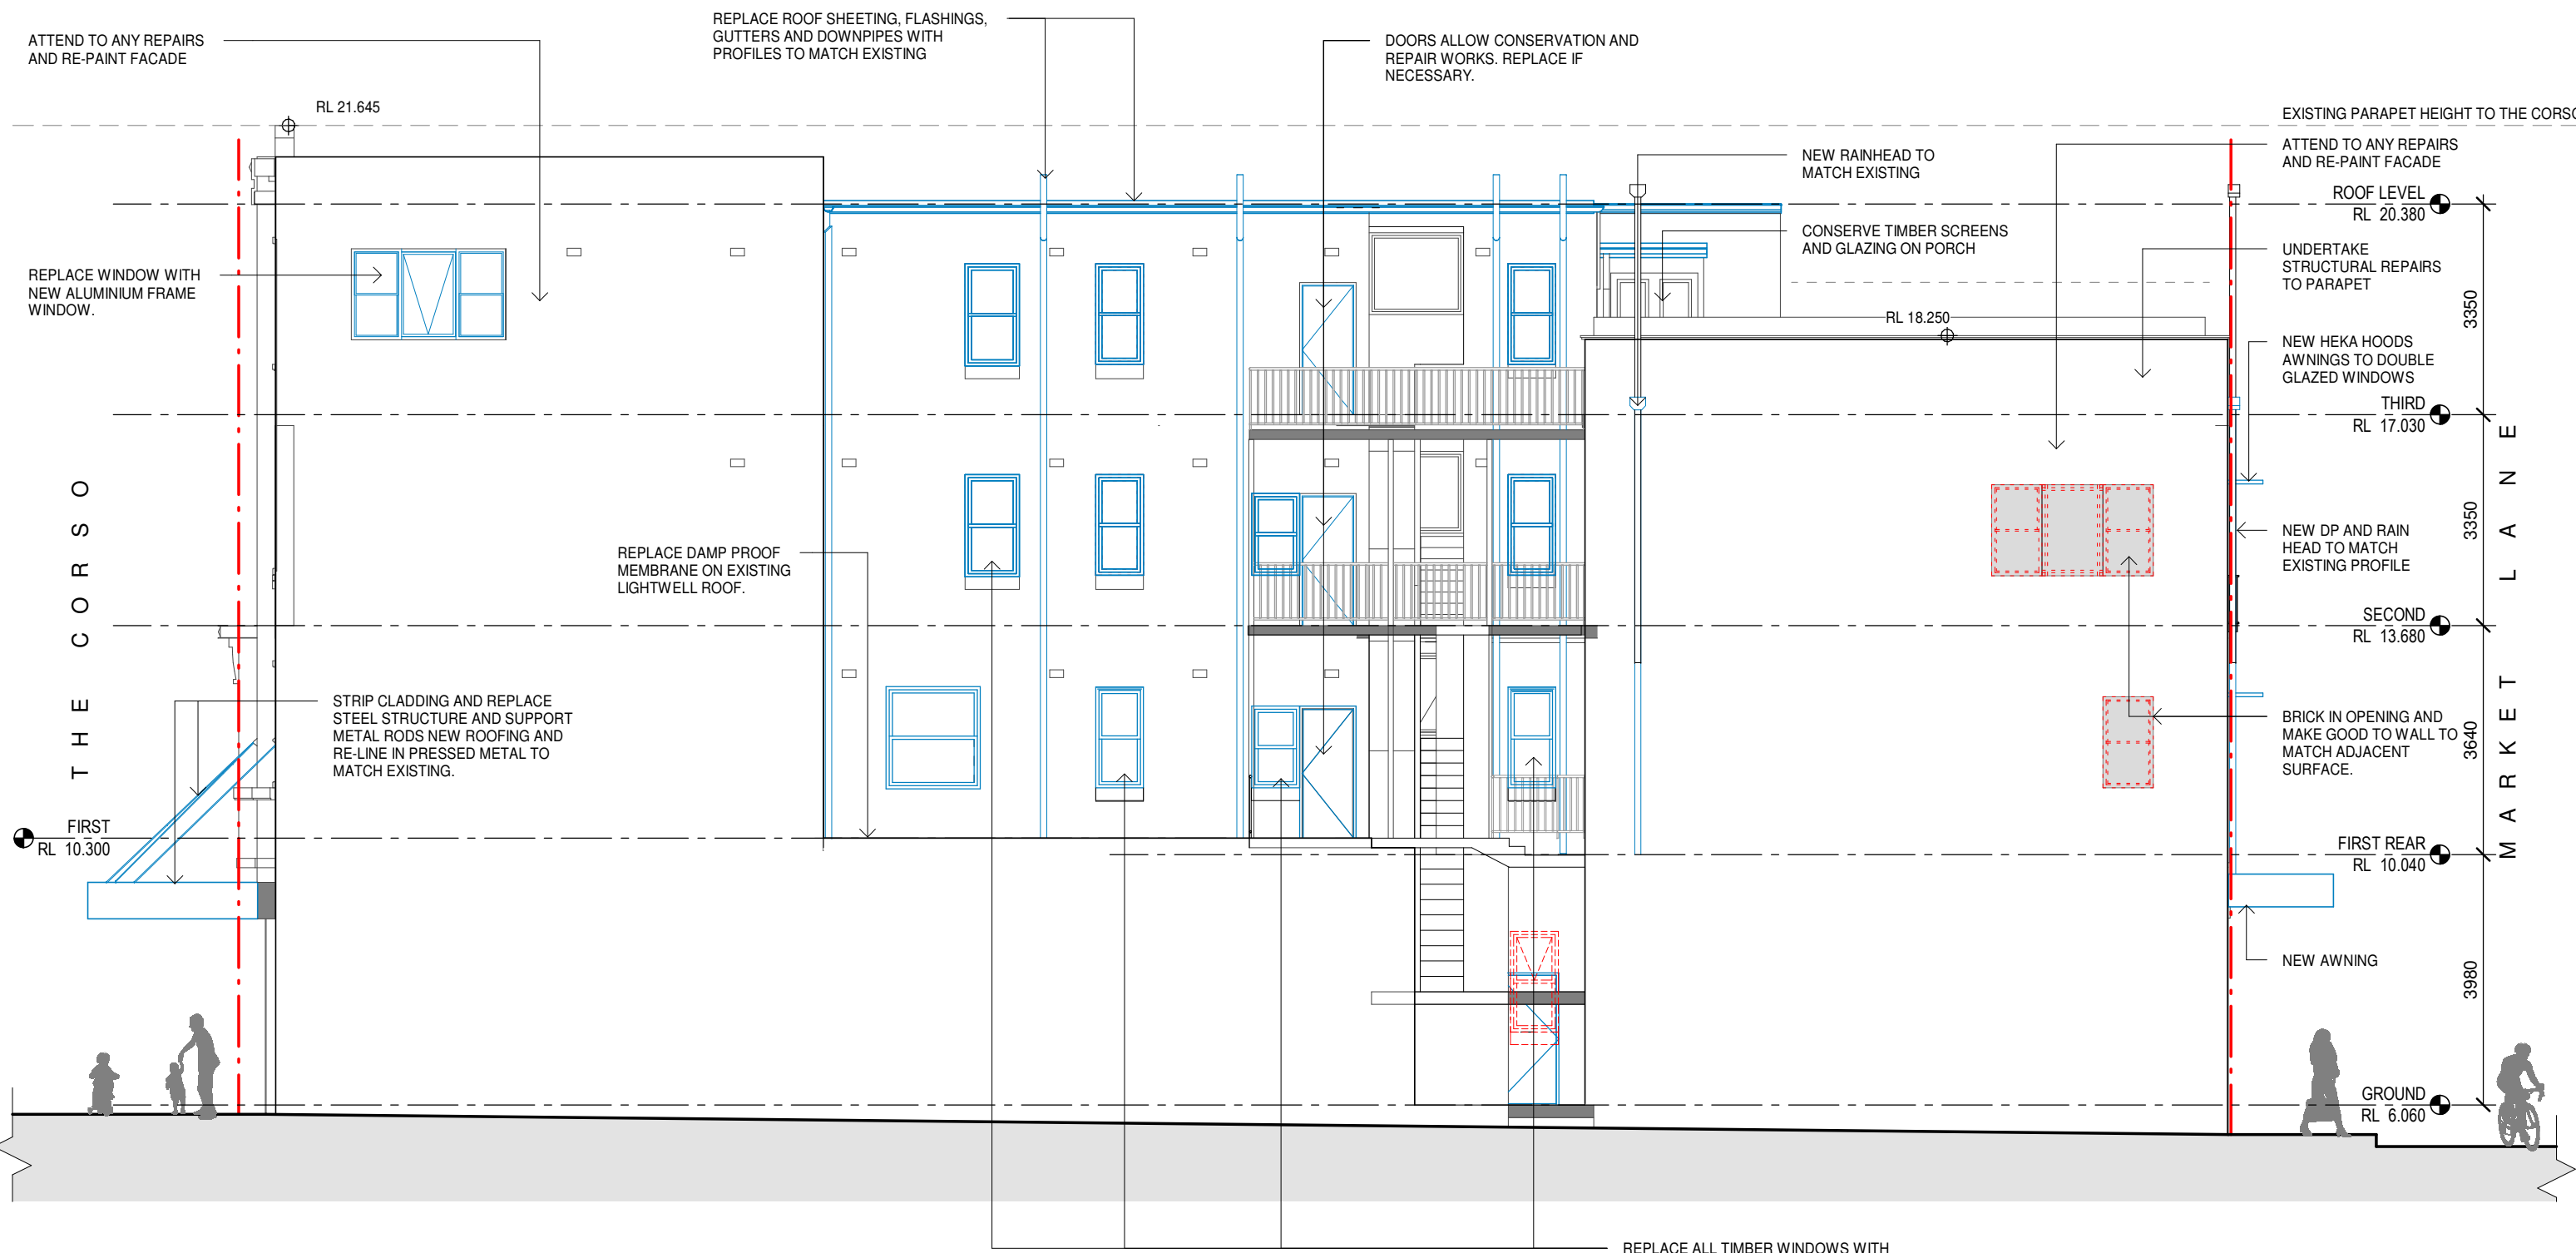 REPLACE ROOF SHEETING, FLASHINGS,
GUTTERS AND DOWNPIPES WITH
PROFILES TO MATCH EXISTING
ATTEND TO ANY REPAIRS
AND RE-PAINT FACADE
DOORS ALLOW CONSERVATION AND
REPAIR WORKS. REPLACE IF
NECESSARY.
RL 21.645
EXISTING PARAPET HEIGHT TO THE CORSO
ATTEND TO ANY REPAIRS
AND RE-PAINT FACADE
NEW RAINHEAD TO
MATCH EXISTING
ROOF LEVEL
RL 20.380
CONSERVE TIMBER SCREENS
AND GLAZING ON PORCH
UNDERTAKE
STRUCTURAL REPAIRS
TO PARAPET
REPLACE WINDOW WITH
NEW ALUMINIUM FRAME
WINDOW.
3350
RL 18.250
NEW HEKA HOODS
AWNINGS TO DOUBLE
GLAZED WINDOWS
THIRD
RL 17.030
THE CORSO
MARKET LANE
3350
NEW DP AND RAIN
HEAD TO MATCH
EXISTING PROFILE
REPLACE DAMP PROOF
MEMBRANE ON EXISTING
LIGHTWELL ROOF.
SECOND
RL 13.680
STRIP CLADDING AND REPLACE
STEEL STRUCTURE AND SUPPORT
METAL RODS NEW ROOFING AND
RE-LINE IN PRESSED METAL TO
MATCH EXISTING.
BRICK IN OPENING AND
MAKE GOOD TO WALL TO
MATCH ADJACENT
SURFACE.
3640
FIRST
RL 10.300
FIRST REAR
RL 10.040
NEW AWNING
3980
GROUND
RL 6.060
REPLACE ALL TIMBER WINDOWS WITH